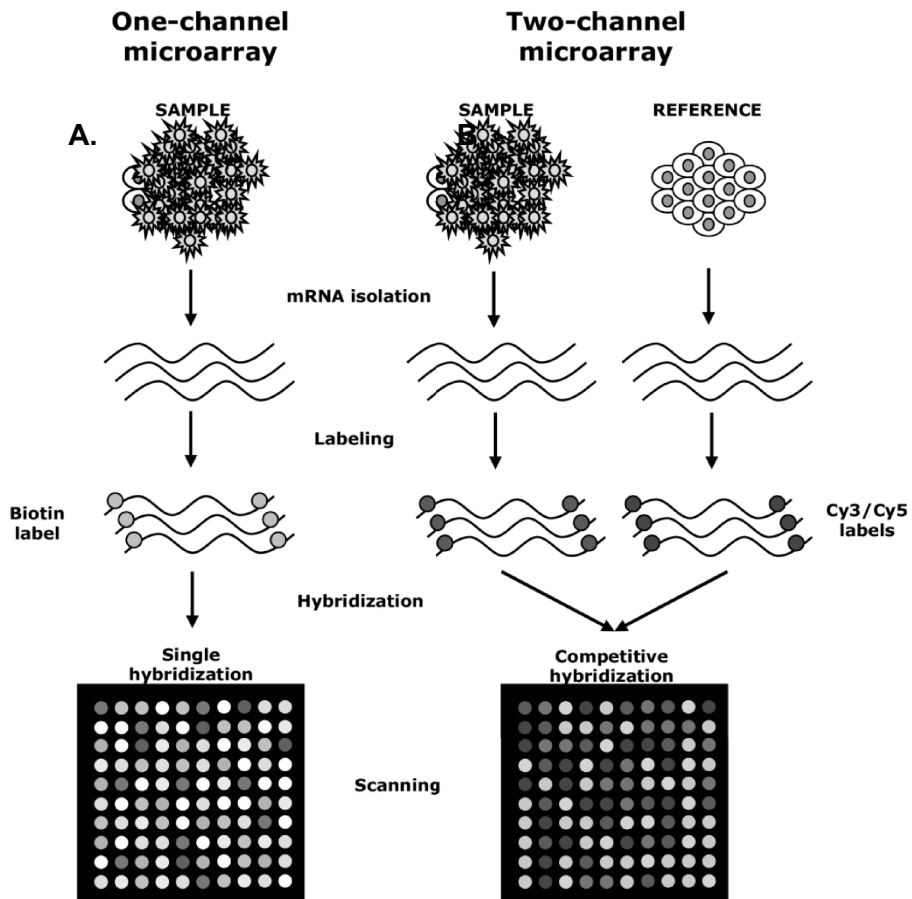 One-channel
microarray
Two-channel
microarray
A.
SAMPLE
B
SAMPLE
REFERENCE
mRNA isolation
Labeling
Biotin
label
Cy3/Cy5
labels
Hybridization
Single
hybridization
Competitive
hybridization
Scanning